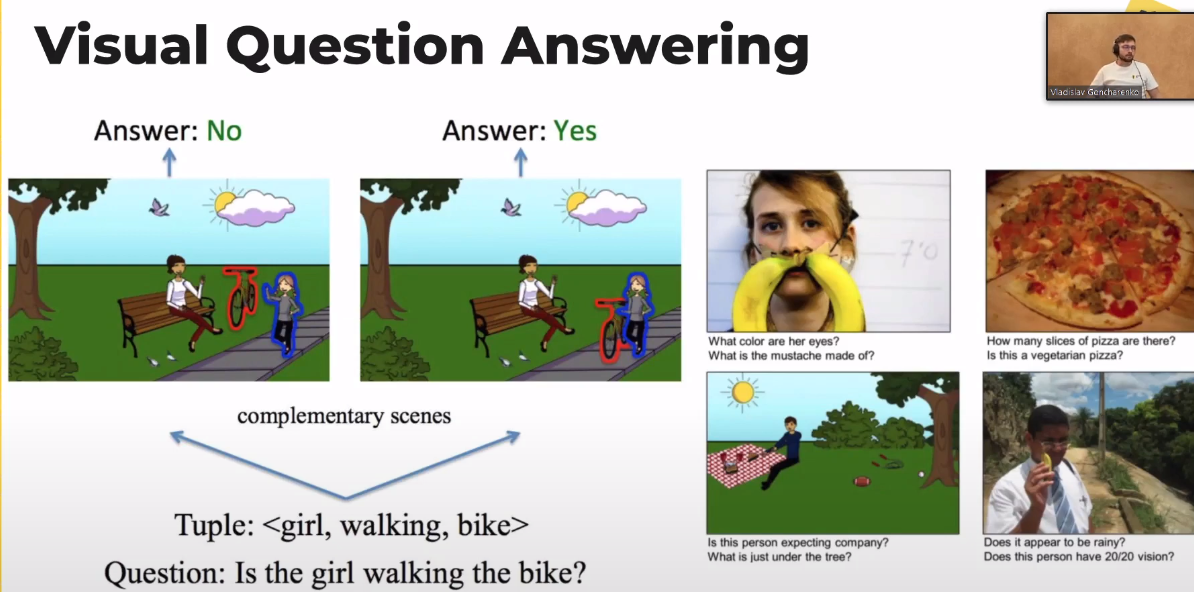 Visual Question Answering
Vladislav Goncharenko
Answer: No
Answer: Yes
complementary scenes
Tuple: <girl, walking, bike>
Question: Is the girl walking the bike?
7'0
What color are her eyes?
What is the mustache made of?
How many slices of pizza are there?
Is this a vegetarian pizza?
Is this person expecting company?
What is just under the tree?
Does it appear to be rainy?
Does this person have 20/20 vision?